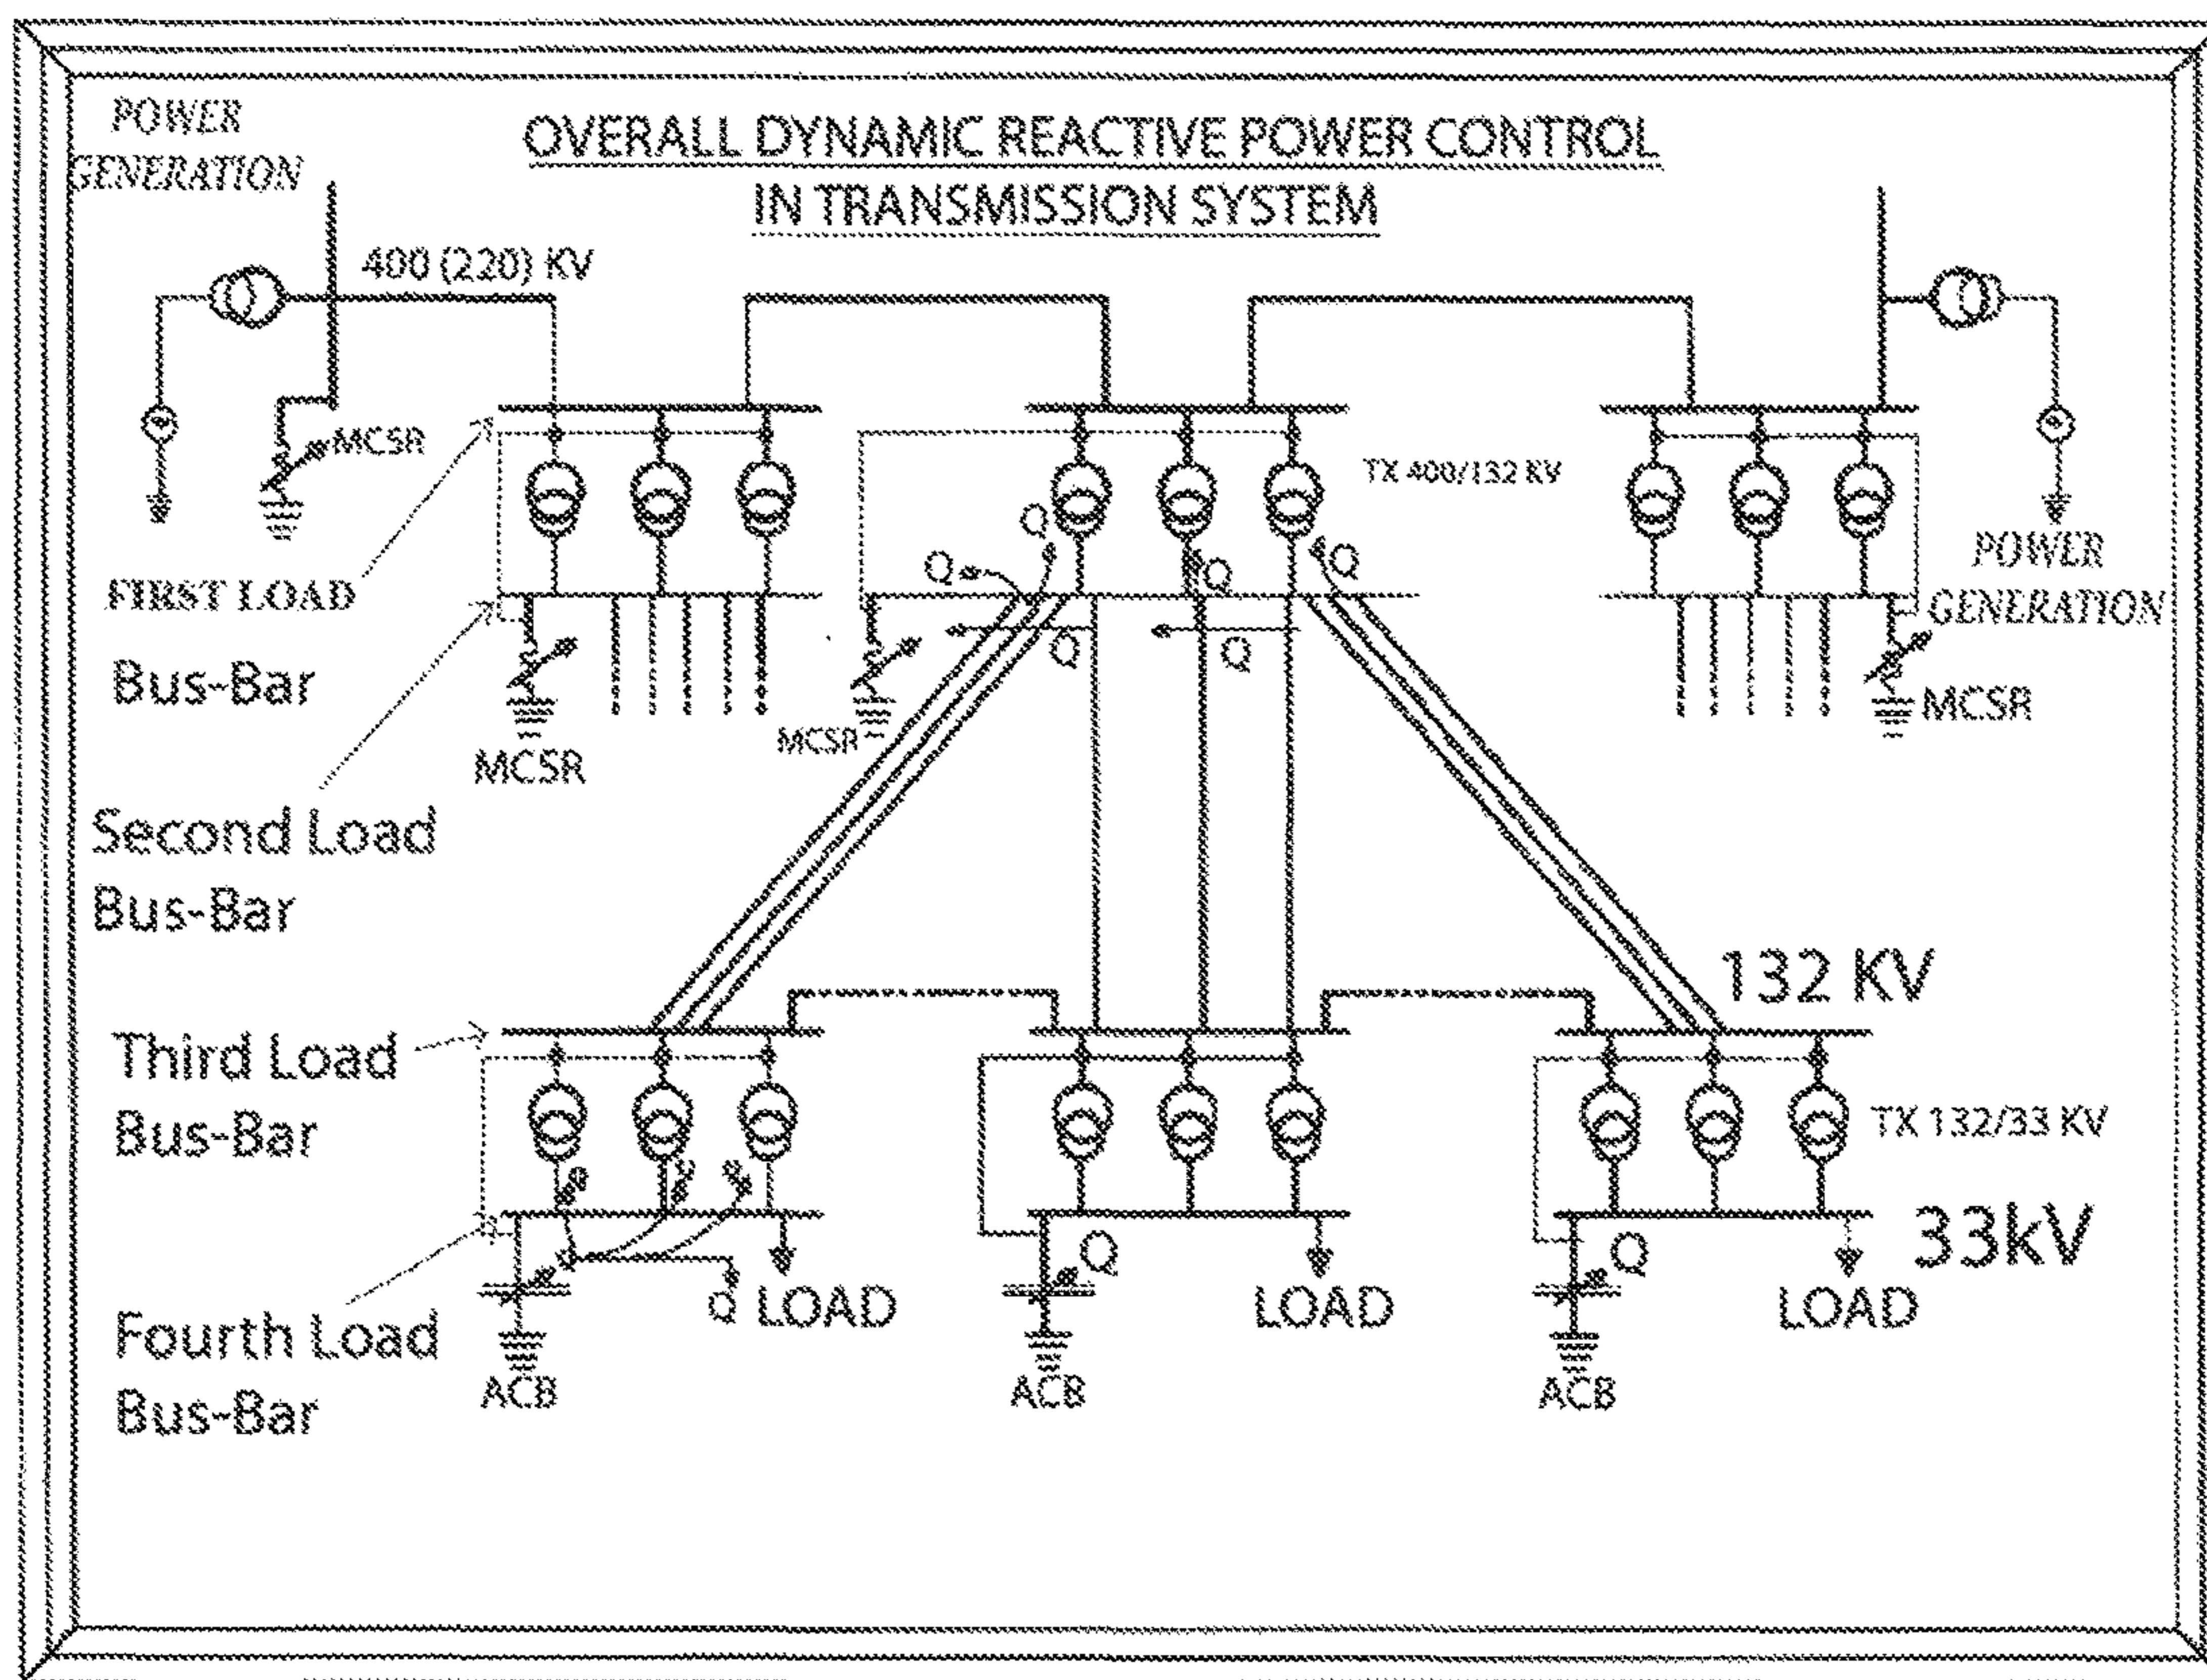 POWER
GENERATION
OVERALL DYNAMIC REACTIVE POWER CONTROL
IN TRANSMISSION SYSTEM
400 (220) KV
MCSR
TX 400/132 KV
Q
Q
Q
Q
POWER
GENERATION
FIRST LOAD
Bus-Bar
Q
Q
MCSR
MCSR
MCSR
Second Load
Bus-Bar
132 KV
Third Load
Bus-Bar
TX 132/33 KV
33kV
Q
Q
Q
LOAD
LOAD
LOAD
Fourth Load
Bus-Bar
ACB
ACB
ACB